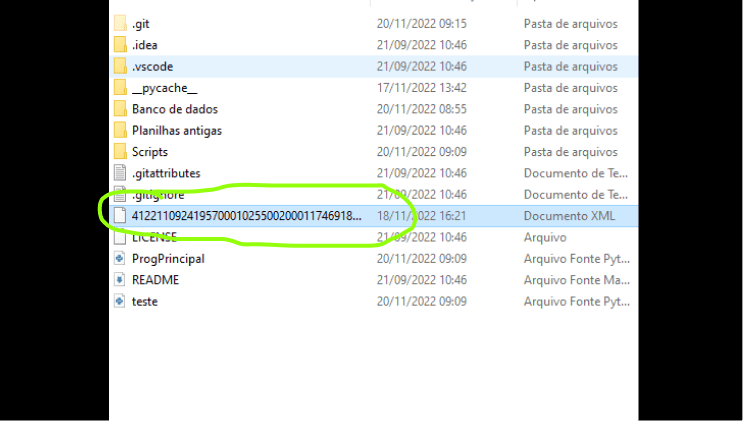 .git 20/11/2022 09:15 Pasta de arquivos
.idea 21/09/2022 10:46 Pasta de arquivos
.vscode 21/09/2022 10:46 Pasta de arquivos
__pycache__ 17/11/2022 13:42 Pasta de arquivos
Banco de dados 20/11/2022 08:55 Pasta de arquivos
Planilhas antigas 21/09/2022 10:46 Pasta de arquivos
Scripts 20/11/2022 09:09 Pasta de arquivos
.gitattributes 21/09/2022 10:46 Documento de Te...
.gitignore 21/09/2022 10:46 Documento de Te...
412211092419570001025500200011746918... 18/11/2022 16:21 Documento XML
LICENSE 21/09/2022 10:46 Arquivo
ProgPrincipal 20/11/2022 09:09 Arquivo Fonte Pyt...
README 21/09/2022 10:46 Arquivo Fonte Ma...
teste 20/11/2022 09:09 Arquivo Fonte Pyt...